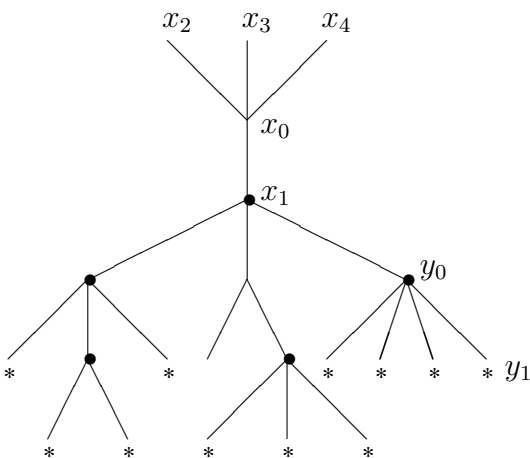 x₂ x₃ x₄
x₀
x₁
y₀
* * * * * * y₁
* * * * *